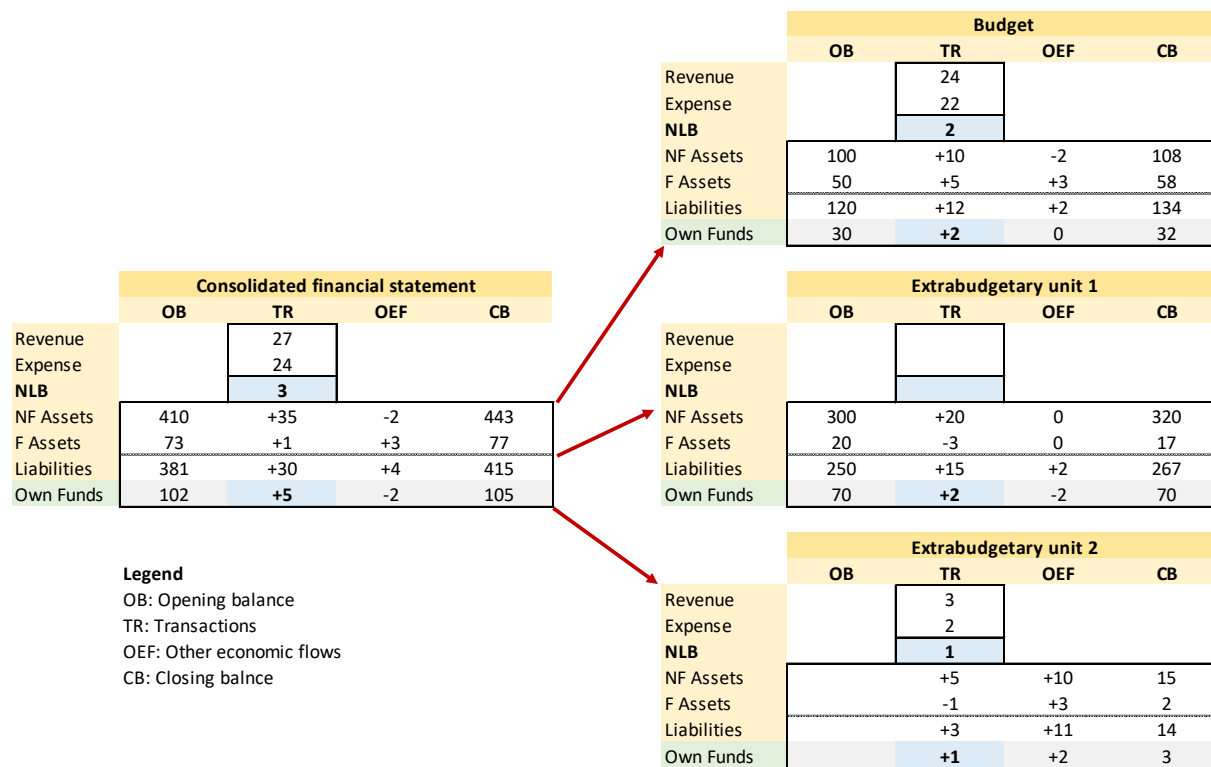 Budget
OB TR OEF CB
Revenue 24
Expense 22
NLB 2
NF Assets 100 +10 -2 108
F Assets 50 +5 +3 58
Liabilities 120 +12 +2 134
Own Funds 30 +2 0 32
Consolidated financial statement
OB TR OEF CB
Revenue 27
Expense 24
NLB 3
NF Assets 410 +35 -2 443
F Assets 73 +1 +3 77
Liabilities 381 +30 +4 415
Own Funds 102 +5 -2 105
Extrabudgetary unit 1
OB TR OEF CB
Revenue
Expense
NLB
NF Assets 300 +20 0 320
F Assets 20 -3 0 17
Liabilities 250 +15 +2 267
Own Funds 70 +2 -2 70
Legend
OB: Opening balance
TR: Transactions
OEF: Other economic flows
CB: Closing balnce
Extrabudgetary unit 2
OB TR OEF CB
Revenue 3
Expense 2
NLB 1
NF Assets +5 +10 15
F Assets -1 +3 2
Liabilities +3 +11 14
Own Funds +1 +2 3